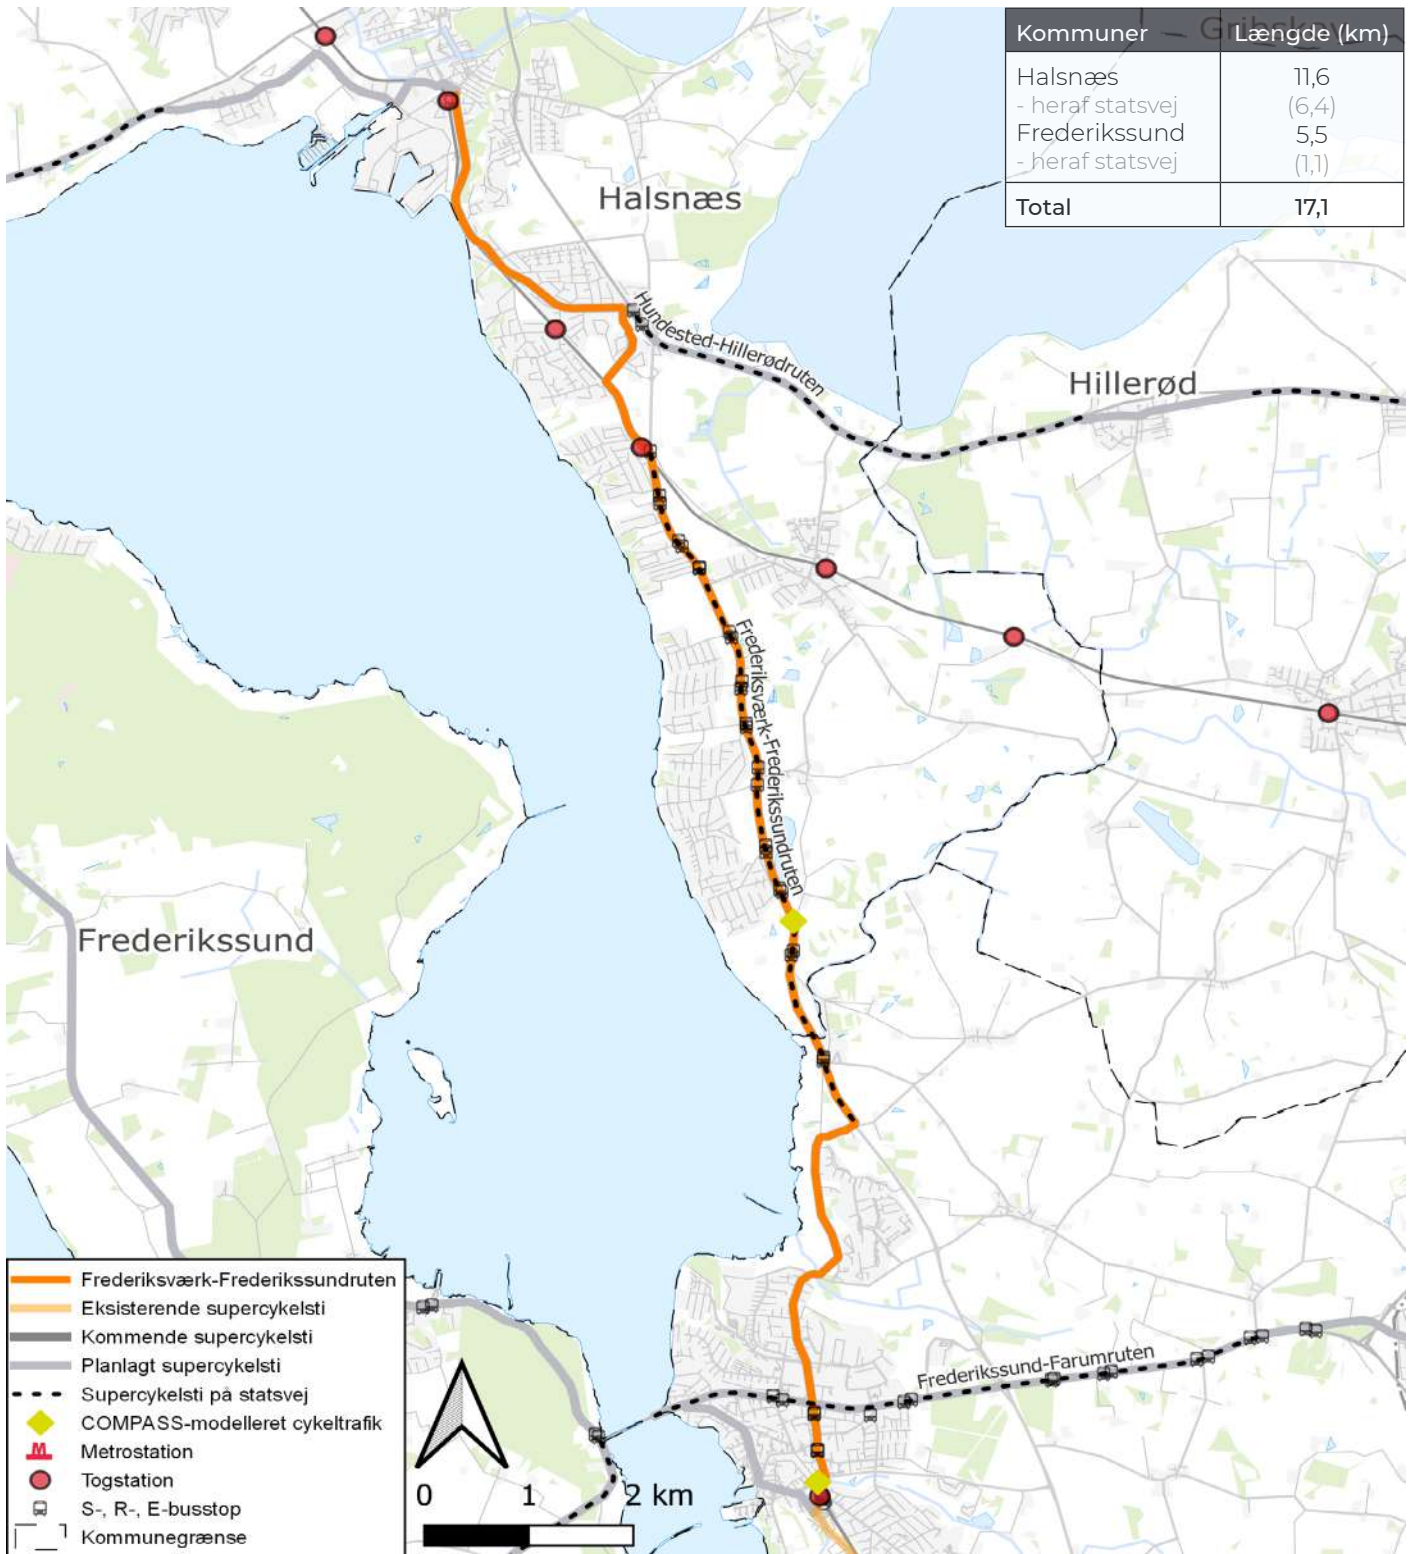 Gribskov
Kommuner Længde (km)
Halsnæs 11,6
- heraf statsvej (6,4)
Frederikssund 5,5
- heraf statsvej (1,1)
Total 17,1
Halsnæs
Hundested-Hillerødruten
Hillerød
Frederiksværk-Frederikssundruten
Frederikssund
Frederikssund-Farumruten
Frederiksværk-Frederikssundruten
Eksisterende supercykelsti
Kommende supercykelsti
Planlagt supercykelsti
Supercykelsti på statsvej
COMPASS-modelleret cykeltrafik
M Metrostation
Togstation
S-, R-, E-busstop
Kommunegrænse
0 1 2 km